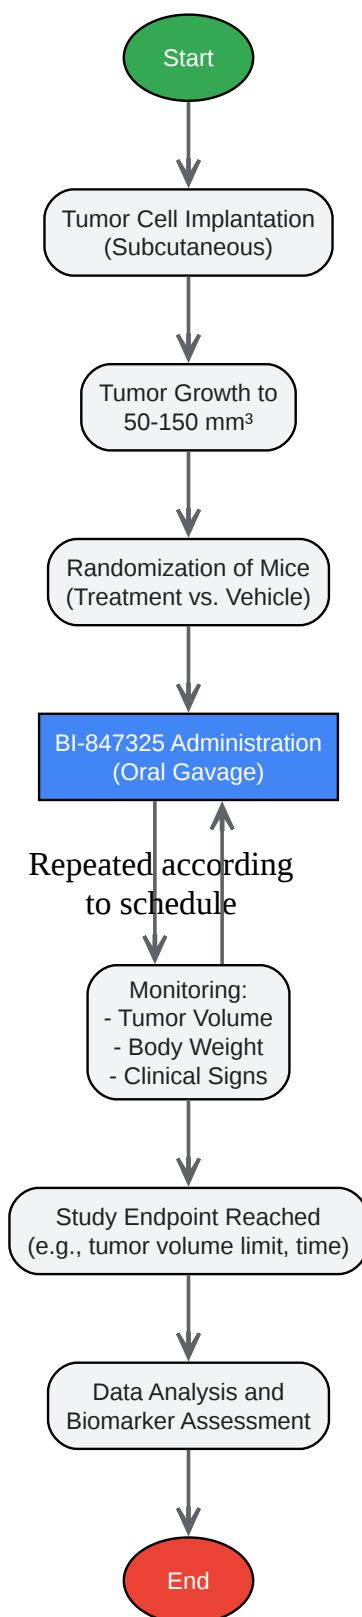 Start
Tumor Cell Implantation
(Subcutaneous)
Tumor Growth to
50-150 mm³
Randomization of Mice
(Treatment vs. Vehicle)
BI-847325 Administration
(Oral Gavage)
Repeated according
to schedule
Monitoring:
- Tumor Volume
- Body Weight
- Clinical Signs
Study Endpoint Reached
(e.g., tumor volume limit, time)
Data Analysis and
Biomarker Assessment
End